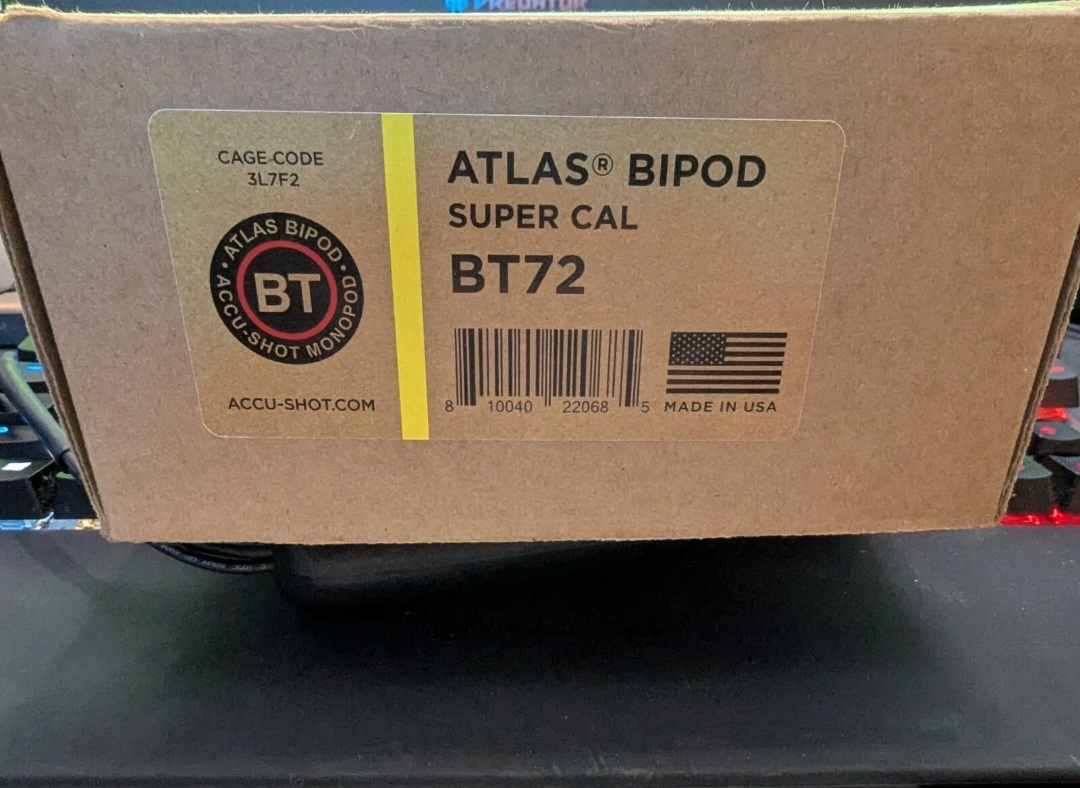 PREDATOR
CAGE CODE
3L7F2
ATLAS BIPOD
BT
ACCU-SHOT MONOPOD
ACCU-SHOT.COM
ATLAS® BIPOD
SUPER CAL
BT72
8 10040 22068 5
MADE IN USA